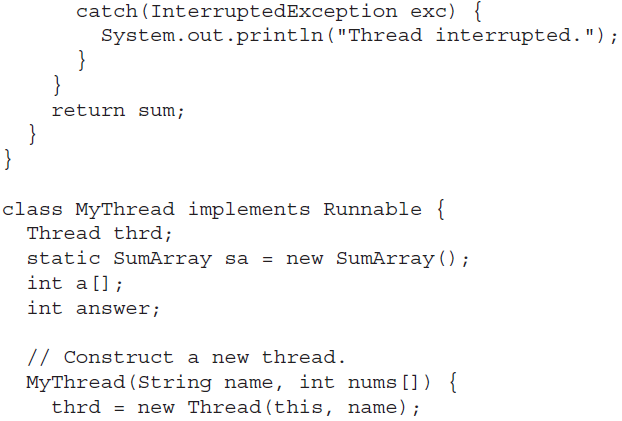 catch(InterruptedException exc) {
        System.out.println("Thread interrupted.");
      }
    }
    return sum;
  }
}

class MyThread implements Runnable {
  Thread thrd;
  static SumArray sa = new SumArray();
  int a[];
  int answer;

  // Construct a new thread.
  MyThread(String name, int nums[]) {
    thrd = new Thread(this, name);